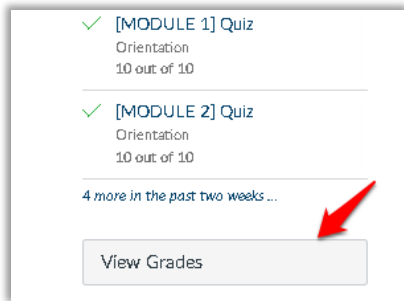 [MODULE 1] Quiz
Orientation
10 out of 10
[MODULE 2] Quiz
Orientation
10 out of 10
4 more in the past two weeks ...
View Grades